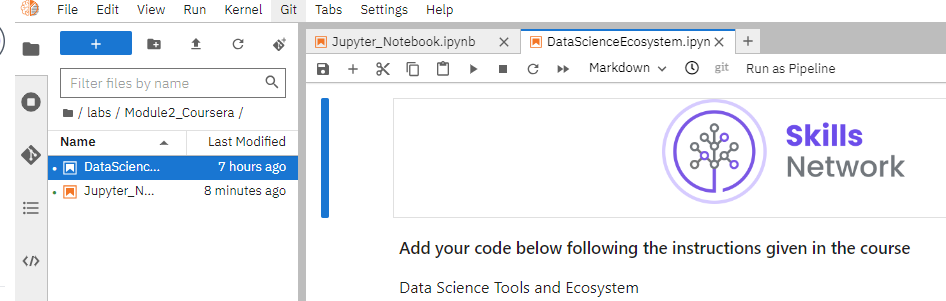 File Edit View Run Kernel Git Tabs Settings Help
Jupyter_Notebook.ipynb
DataScienceEcosystem.ipyn
Markdown git Run as Pipeline
Filter files by name
/ labs / Module2_Coursera /
Name Last Modified
DataScienc... 7 hours ago
Jupyter_N... 8 minutes ago
Skills
Network
Add your code below following the instructions given in the course
Data Science Tools and Ecosystem